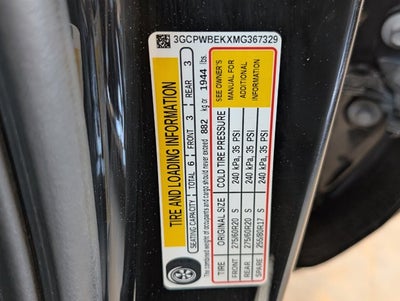 3GCPWBEKXMG367329
TIRE AND LOADING INFORMATION
SEATING CAPACITY TOTAL 6 FRONT 3 REAR 3
The combined weight of occupants and cargo should never exceed 882 kg or 1944 lbs.
TIRE ORIGINAL SIZE COLD TIRE PRESSURE
FRONT 275/60R20 S 240 kPa, 35 PSI
REAR 275/60R20 S 240 kPa, 35 PSI
SPARE 255/80R17 S 240 kPa, 35 PSI
SEE OWNER'S
MANUAL FOR
ADDITIONAL
INFORMATION